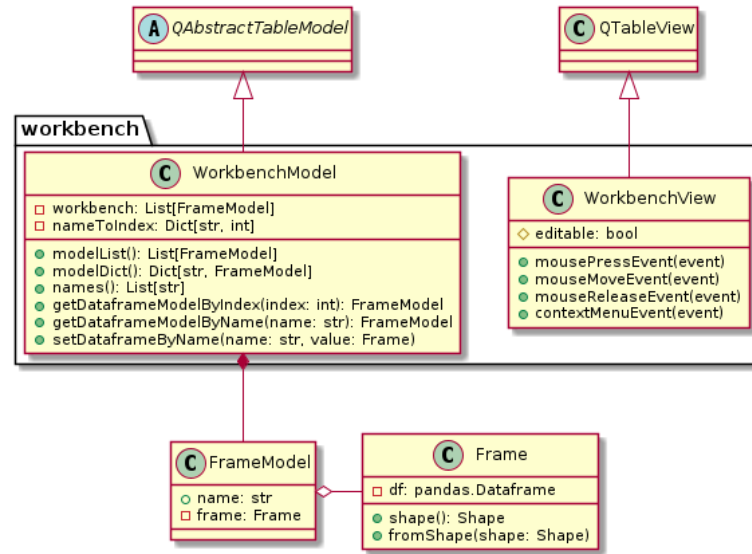 A QAbstractTableModel
C QTableView
workbench
C WorkbenchModel
workbench: List[FrameModel]
nameToIndex: Dict[str, int]
modelList(): List[FrameModel]
modelDict(): Dict[str, FrameModel]
names(): List[str]
getDataframeModelByIndex(index: int): FrameModel
getDataframeModelByName(name: str): FrameModel
setDataframeByName(name: str, value: Frame)
C WorkbenchView
editable: bool
mousePressEvent(event)
mouseMoveEvent(event)
mouseReleaseEvent(event)
contextMenuEvent(event)
C FrameModel
name: str
frame: Frame
C Frame
df: pandas.Dataframe
shape(): Shape
fromShape(shape: Shape)